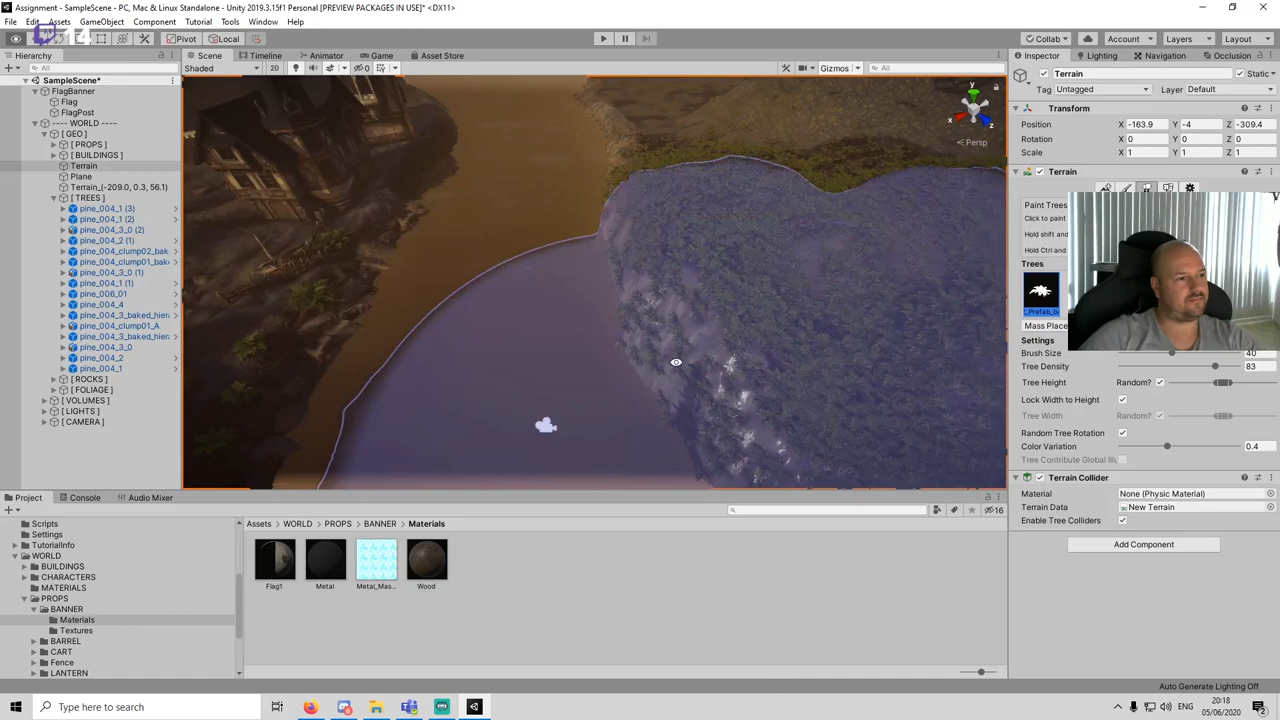 Assignment - SampleScene - PC, Mac & Linux Standalone - Unity 2019.3.15f1 Personal [PREVIEW PACKAGES IN USE]* <DX11>
File Edit Assets GameObject Component Tutorial Tools Window Help
14
Pivot Local Collab Account Layers Layout
Hierarchy Scene Timeline Animator Game Asset Store Inspector Lighting Navigation Occlusion
All Shaded 2D 0 Gizmos All Terrain Static
SampleScene*
FlagBanner
Flag
FlagPost
---- WORLD ----
[ GEO ]
[ PROPS ]
[ BUILDINGS ]
Terrain
Plane
Terrain_(-209.0, 0.3, 56.1)
[ TREES ]
pine_004_1 (3)
pine_004_1 (2)
pine_004_3_0 (2)
pine_004_2 (1)
pine_004_clump02_bak
pine_004_clump01_bak
pine_004_3_0 (1)
pine_004_1 (1)
pine_006_01
pine_004_4
pine_004_3_baked_hier
pine_004_clump01_A
pine_004_3_baked_hier
pine_004_3_0
pine_004_2
pine_004_1
[ ROCKS ]
[ FOLIAGE ]
[ VOLUMES ]
[ LIGHTS ]
[ CAMERA ]
y
x z
Persp
Tag Untagged Layer Default
Transform
Position X -163.9 Y -4 Z -309.4
Rotation X 0 Y 0 Z 0
Scale X 1 Y 1 Z 1
Terrain
Paint Trees
Click to paint
Hold shift and
Hold Ctrl and
Trees
Mass Place
Settings
Brush Size 40
Tree Density 83
Tree Height Random?
Lock Width to Height
Tree Width Random?
Random Tree Rotation
Color Variation 0.4
Tree Contribute Global Illu
Terrain Collider
Material None (Physic Material)
Terrain Data New Terrain
Enable Tree Colliders
Add Component
Project Console Audio Mixer
16
Scripts
Settings
TutorialInfo
WORLD
BUILDINGS
CHARACTERS
MATERIALS
PROPS
BANNER
Materials
Textures
BARREL
CART
Fence
LANTERN
Assets > WORLD > PROPS > BANNER > Materials
Flag1 Metal Metal_Mas... Wood
Auto Generate Lighting Off
Type here to search
ENG
20:18
05/06/2020
2